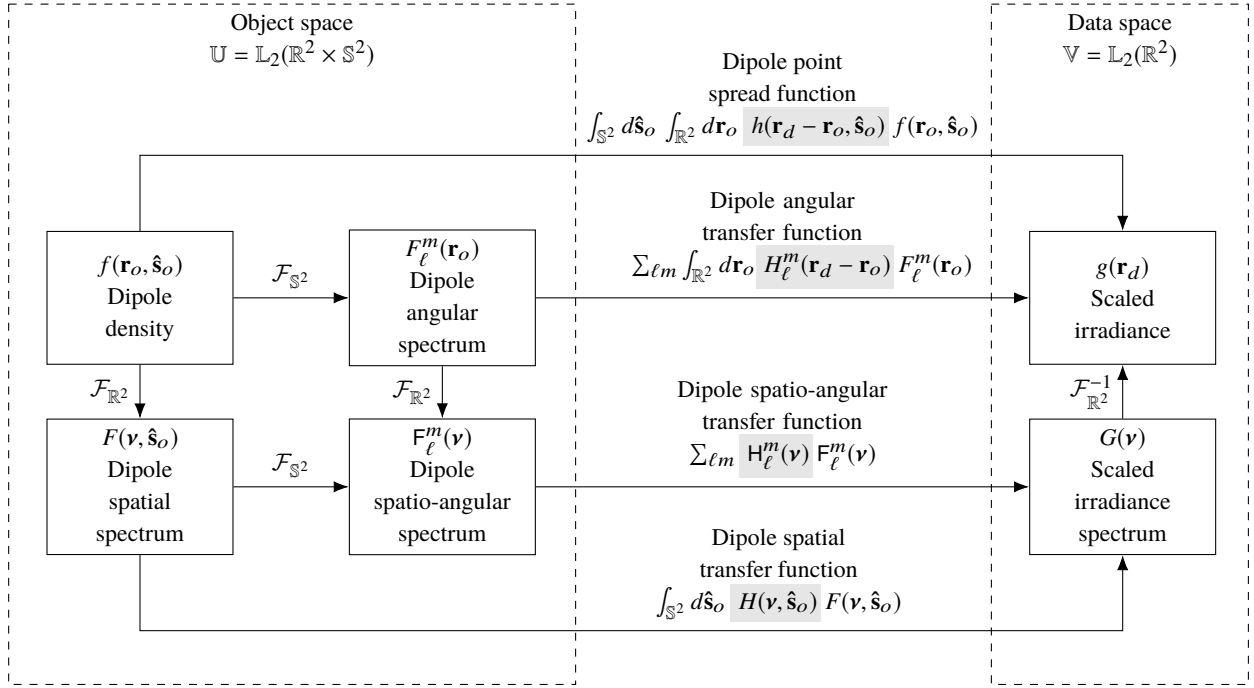 Object space
𝕌 = 𝕃₂(ℝ² × 𝕊²)
Data space
𝕍 = 𝕃₂(ℝ²)
Dipole point
spread function
∫_{𝕊²} dŝ_o ∫_{ℝ²} d𝐫_o h(𝐫_d − 𝐫_o, ŝ_o) f(𝐫_o, ŝ_o)
f(𝐫_o, ŝ_o)
Dipole
density
ℱ_{𝕊²}
F_ℓ^m(𝐫_o)
Dipole
angular
spectrum
Dipole angular
transfer function
∑_{ℓm} ∫_{ℝ²} d𝐫_o H_ℓ^m(𝐫_d − 𝐫_o) F_ℓ^m(𝐫_o)
g(𝐫_d)
Scaled
irradiance
ℱ_{ℝ²}
ℱ_{ℝ²}
ℱ_{ℝ²}^{−1}
F(𝛎, ŝ_o)
Dipole
spatial
spectrum
ℱ_{𝕊²}
𝖥_ℓ^m(𝛎)
Dipole
spatio-angular
spectrum
Dipole spatio-angular
transfer function
∑_{ℓm} 𝖧_ℓ^m(𝛎) 𝖥_ℓ^m(𝛎)
G(𝛎)
Scaled
irradiance
spectrum
Dipole spatial
transfer function
∫_{𝕊²} dŝ_o H(𝛎, ŝ_o) F(𝛎, ŝ_o)